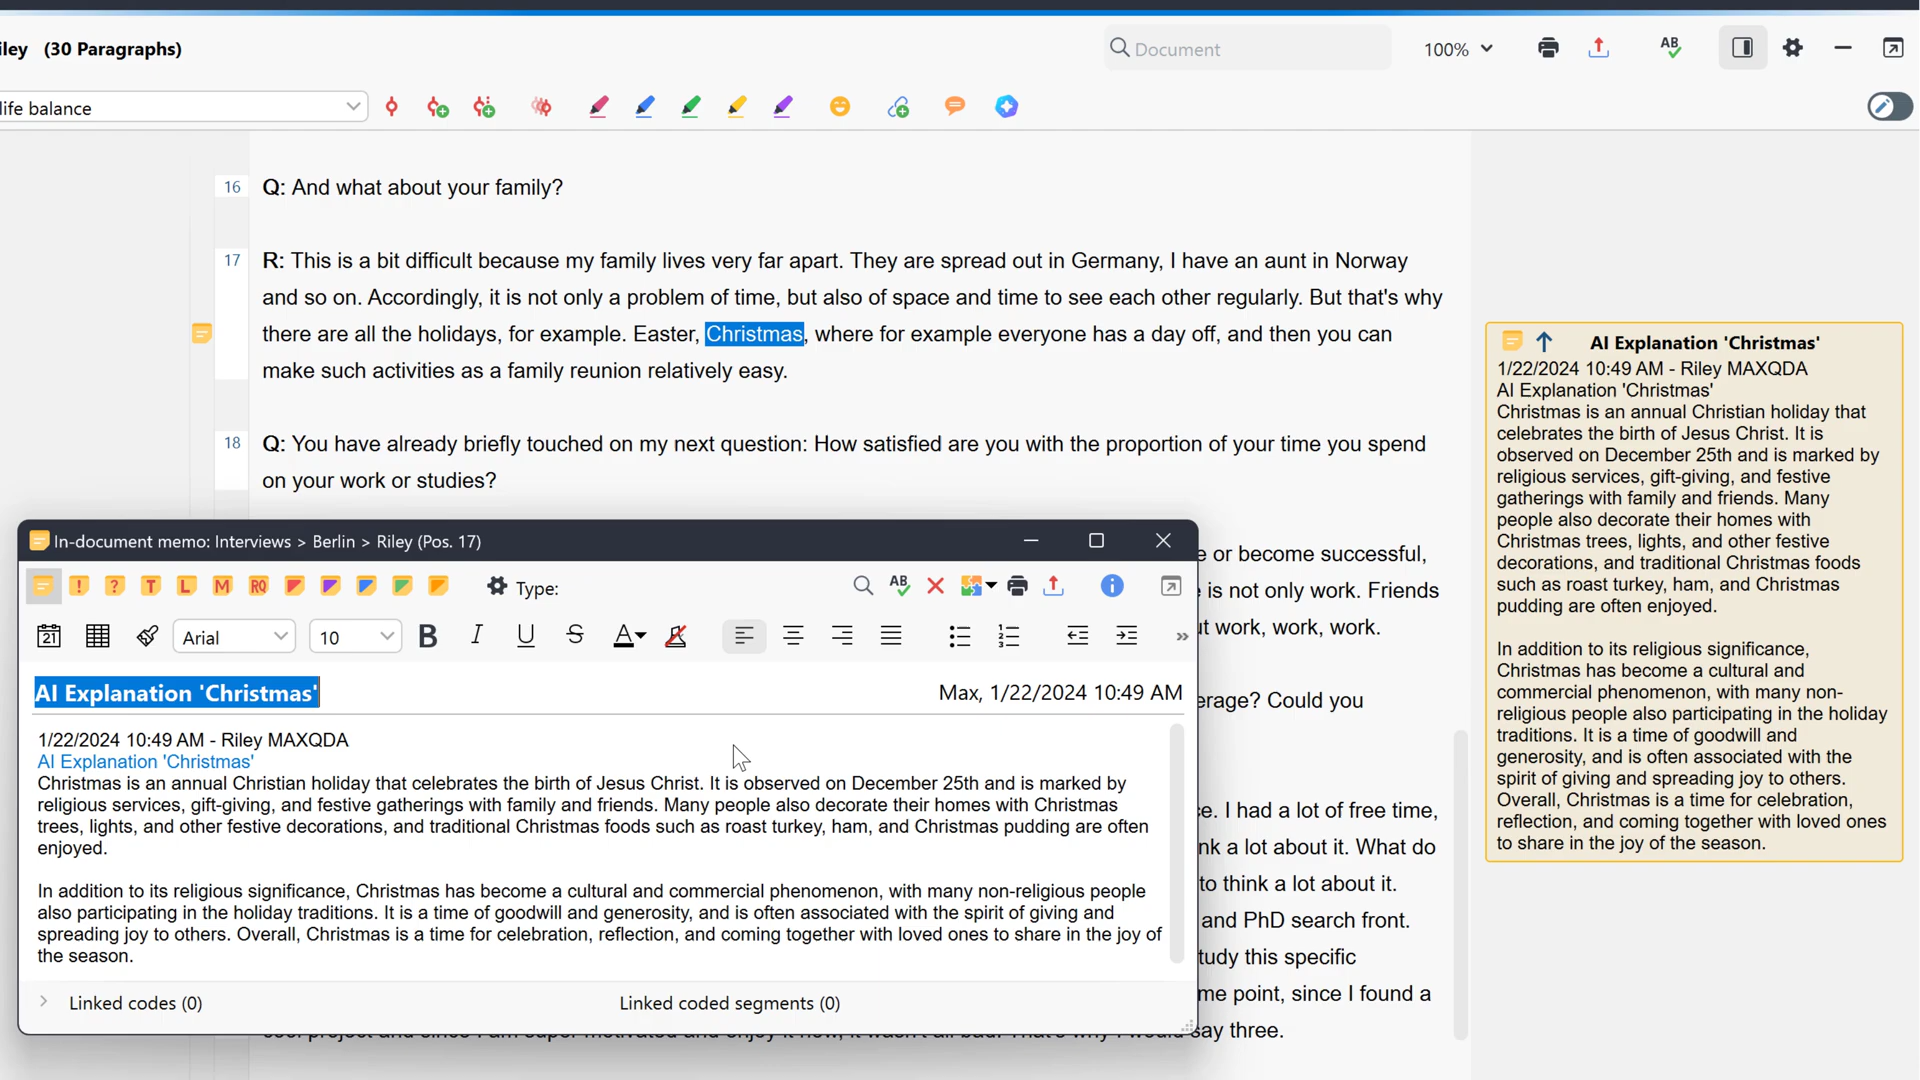 iley (30 Paragraphs)
Document
100%
AB
life balance
16
Q: And what about your family?
17
R: This is a bit difficult because my family lives very far apart. They are spread out in Germany, I have an aunt in Norway
and so on. Accordingly, it is not only a problem of time, but also of space and time to see each other regularly. But that's why
there are all the holidays, for example. Easter, Christmas, where for example everyone has a day off, and then you can
make such activities as a family reunion relatively easy.
18
Q: You have already briefly touched on my next question: How satisfied are you with the proportion of your time you spend
on your work or studies?
e or become successful,
is not only work. Friends
ut work, work, work.
erage? Could you
ce. I had a lot of free time,
nk a lot about it. What do
to think a lot about it.
and PhD search front.
tudy this specific
me point, since I found a
say three.
AI Explanation 'Christmas'
1/22/2024 10:49 AM - Riley MAXQDA
AI Explanation 'Christmas'
Christmas is an annual Christian holiday that
celebrates the birth of Jesus Christ. It is
observed on December 25th and is marked by
religious services, gift-giving, and festive
gatherings with family and friends. Many
people also decorate their homes with
Christmas trees, lights, and other festive
decorations, and traditional Christmas foods
such as roast turkey, ham, and Christmas
pudding are often enjoyed.
In addition to its religious significance,
Christmas has become a cultural and
commercial phenomenon, with many non-
religious people also participating in the holiday
traditions. It is a time of goodwill and
generosity, and is often associated with the
spirit of giving and spreading joy to others.
Overall, Christmas is a time for celebration,
reflection, and coming together with loved ones
to share in the joy of the season.
In-document memo: Interviews > Berlin > Riley (Pos. 17)
! ? T L M RQ
Type:
AB
21
Arial
10
B I U S A
AI Explanation 'Christmas'
Max, 1/22/2024 10:49 AM
1/22/2024 10:49 AM - Riley MAXQDA
AI Explanation 'Christmas'
Christmas is an annual Christian holiday that celebrates the birth of Jesus Christ. It is observed on December 25th and is marked by
religious services, gift-giving, and festive gatherings with family and friends. Many people also decorate their homes with Christmas
trees, lights, and other festive decorations, and traditional Christmas foods such as roast turkey, ham, and Christmas pudding are often
enjoyed.
In addition to its religious significance, Christmas has become a cultural and commercial phenomenon, with many non-religious people
also participating in the holiday traditions. It is a time of goodwill and generosity, and is often associated with the spirit of giving and
spreading joy to others. Overall, Christmas is a time for celebration, reflection, and coming together with loved ones to share in the joy of
the season.
Linked codes (0)
Linked coded segments (0)